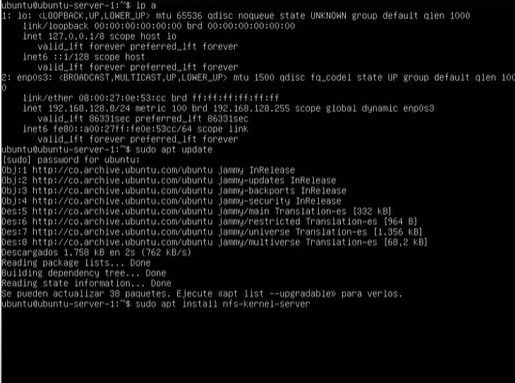 ubuntu@ubuntu-server-1:~$ ip a
1: lo: <LOOPBACK,UP,LOWER_UP> mtu 65536 qdisc noqueue state UNKNOWN group default qlen 1000
link/loopback 00:00:00:00:00:00 brd 00:00:00:00:00:00
inet 127.0.0.1/8 scope host lo
valid_lft forever preferred_lft forever
inet6 ::1/128 scope host
valid_lft forever preferred_lft forever
2: enp0s3: <BROADCAST,MULTICAST,UP,LOWER_UP> mtu 1500 qdisc fq_codel state UP group default qlen 100
0
link/ether 08:00:27:0e:53:cc brd ff:ff:ff:ff:ff:ff
inet 192.168.128.8/24 metric 100 brd 192.168.128.255 scope global dynamic enp0s3
valid_lft 86331sec preferred_lft 86331sec
inet6 fe80::a00:27ff:fe0e:53cc/64 scope link
valid_lft forever preferred_lft forever
ubuntu@ubuntu-server-1:~$ sudo apt update
[sudo] password for ubuntu:
Obj:1 http://co.archive.ubuntu.com/ubuntu jammy InRelease
Obj:2 http://co.archive.ubuntu.com/ubuntu jammy-updates InRelease
Obj:3 http://co.archive.ubuntu.com/ubuntu jammy-backports InRelease
Obj:4 http://co.archive.ubuntu.com/ubuntu jammy-security InRelease
Des:5 http://co.archive.ubuntu.com/ubuntu jammy/main Translation-es [332 kB]
Des:6 http://co.archive.ubuntu.com/ubuntu jammy/restricted Translation-es [964 B]
Des:7 http://co.archive.ubuntu.com/ubuntu jammy/universe Translation-es [1.356 kB]
Des:8 http://co.archive.ubuntu.com/ubuntu jammy/multiverse Translation-es [68,2 kB]
Descargados 1.758 kB en 2s (762 kB/s)
Reading package lists... Done
Building dependency tree... Done
Reading state information... Done
Se pueden actualizar 38 paquetes. Ejecute «apt list --upgradable» para verlos.
ubuntu@ubuntu-server-1:~$ sudo apt install nfs-kernel-server